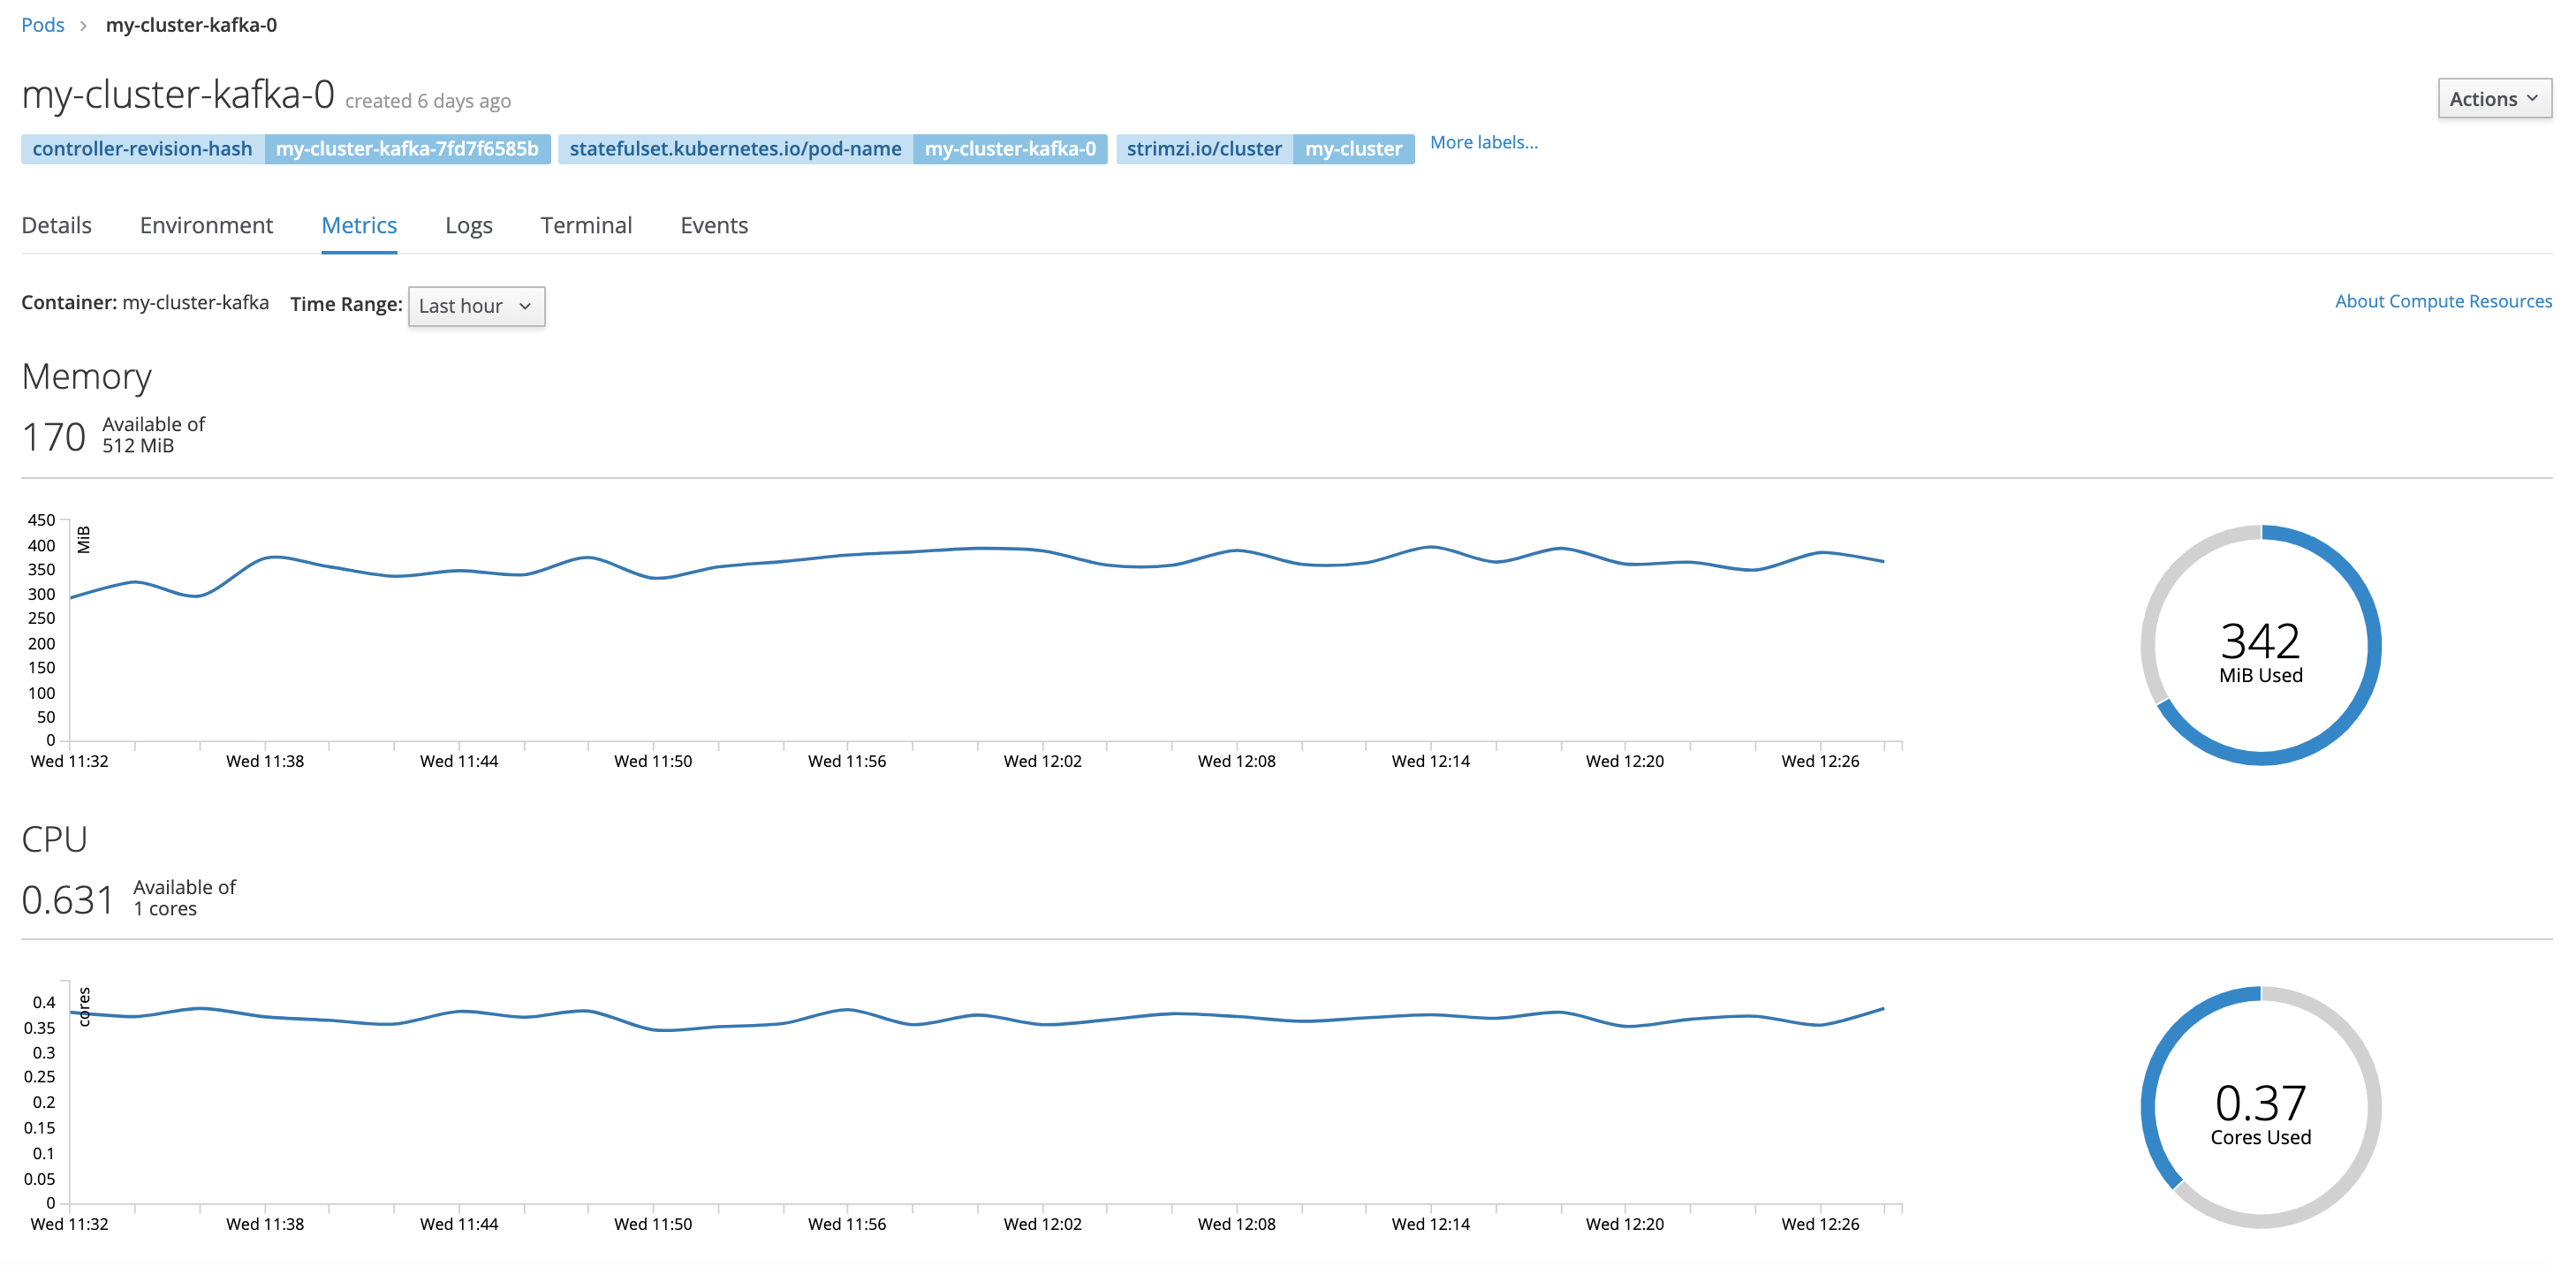 Pods > my-cluster-kafka-0
my-cluster-kafka-0 created 6 days ago
Actions
controller-revision-hash my-cluster-kafka-7fd7f6585b statefulset.kubernetes.io/pod-name my-cluster-kafka-0 strimzi.io/cluster my-cluster More labels...
Details Environment Metrics Logs Terminal Events
Container: my-cluster-kafka Time Range: Last hour
About Compute Resources
Memory
170 Available of
512 MiB
450
400
350
300
250
200
150
100
50
0
MiB
Wed 11:32 Wed 11:38 Wed 11:44 Wed 11:50 Wed 11:56 Wed 12:02 Wed 12:08 Wed 12:14 Wed 12:20 Wed 12:26
342
MiB Used
CPU
0.631 Available of
1 cores
0.4
0.35
0.3
0.25
0.2
0.15
0.1
0.05
0
cores
Wed 11:32 Wed 11:38 Wed 11:44 Wed 11:50 Wed 11:56 Wed 12:02 Wed 12:08 Wed 12:14 Wed 12:20 Wed 12:26
0.37
Cores Used